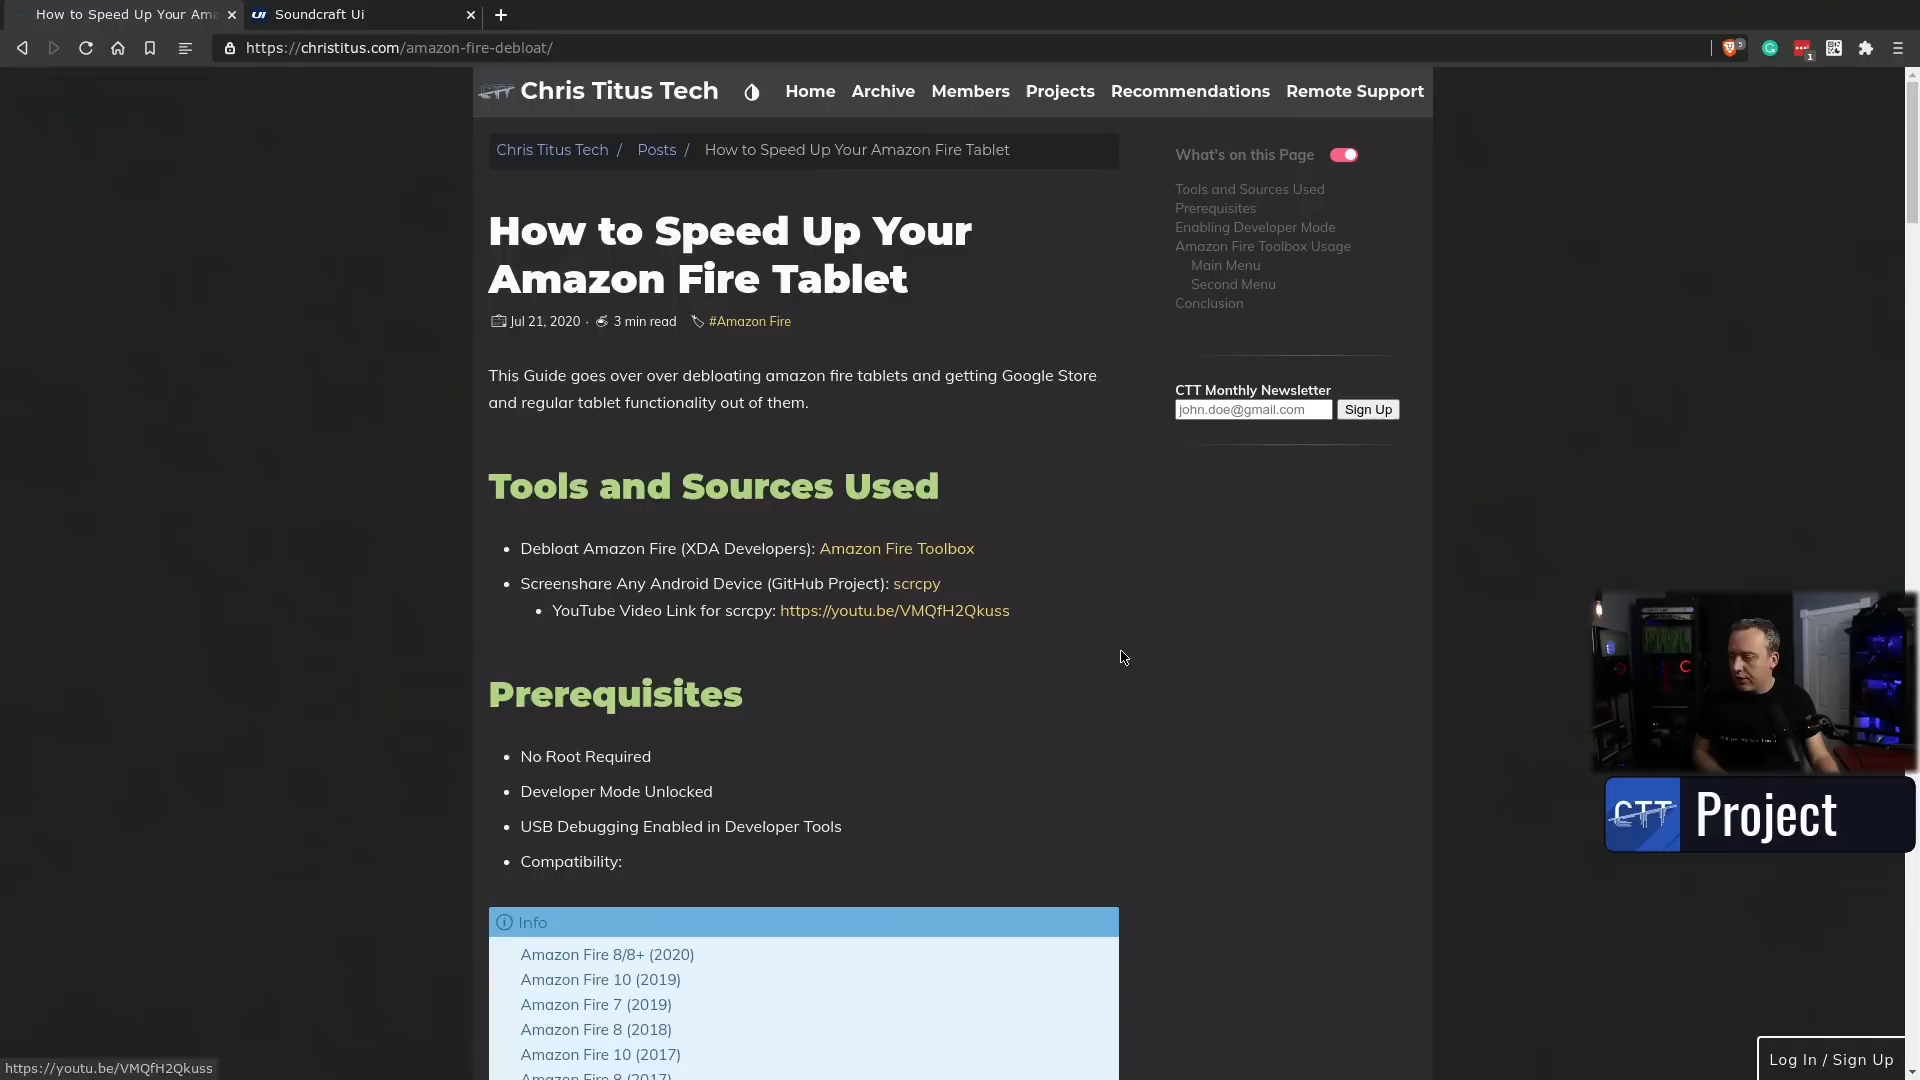 How to Speed Up Your Ama
Soundcraft Ui
https://christitus.com/amazon-fire-debloat/
5
1
CTT Chris Titus Tech
Home
Archive
Members
Projects
Recommendations
Remote Support
Chris Titus Tech / Posts / How to Speed Up Your Amazon Fire Tablet
How to Speed Up Your
Amazon Fire Tablet
Jul 21, 2020 · 3 min read #Amazon Fire
This Guide goes over over debloating amazon fire tablets and getting Google Store
and regular tablet functionality out of them.
Tools and Sources Used
• Debloat Amazon Fire (XDA Developers): Amazon Fire Toolbox
• Screenshare Any Android Device (GitHub Project): scrcpy
• YouTube Video Link for scrcpy: https://youtu.be/VMQfH2Qkuss
Prerequisites
• No Root Required
• Developer Mode Unlocked
• USB Debugging Enabled in Developer Tools
• Compatibility:
Info
Amazon Fire 8/8+ (2020)
Amazon Fire 10 (2019)
Amazon Fire 7 (2019)
Amazon Fire 8 (2018)
Amazon Fire 10 (2017)
Amazon Fire 8 (2017)
What's on this Page
Tools and Sources Used
Prerequisites
Enabling Developer Mode
Amazon Fire Toolbox Usage
Main Menu
Second Menu
Conclusion
CTT Monthly Newsletter
john.doe@gmail.com
Sign Up
CTT Project
Log In / Sign Up
https://youtu.be/VMQfH2Qkuss